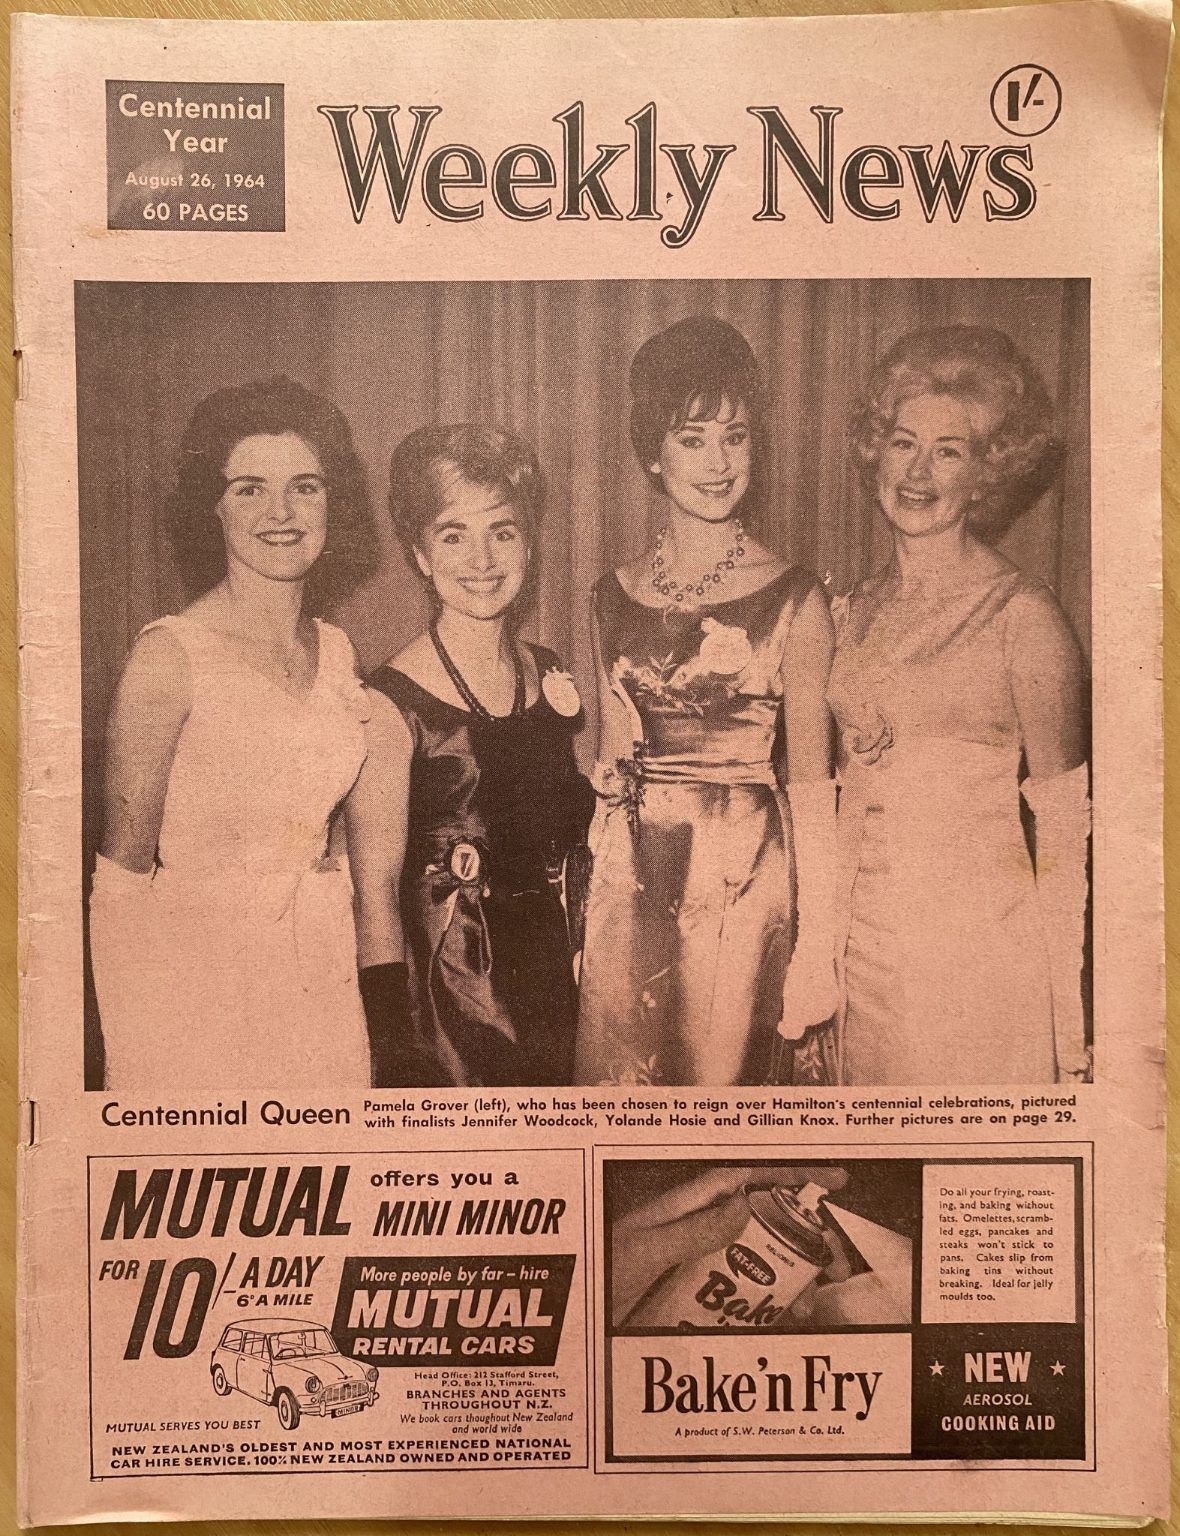 Centennial
Year
August 26, 1964
60 PAGES
Weekly News
1/-
Centennial Queen
Pamela Grover (left), who has been chosen to reign over Hamilton's centennial celebrations, pictured
with finalists Jennifer Woodcock, Yolande Hosie and Gillian Knox. Further pictures are on page 29.
MUTUAL offers you a
MINI MINOR
FOR 10/- A DAY
6ᴰ A MILE
More people by far – hire
MUTUAL
RENTAL CARS
Head Office: 212 Stafford Street,
P.O. Box 13, Timaru.
BRANCHES AND AGENTS
THROUGHOUT N.Z.
We book cars thoughout New Zealand
and world wide
MUTUAL SERVES YOU BEST
NEW ZEALAND'S OLDEST AND MOST EXPERIENCED NATIONAL
CAR HIRE SERVICE. 100% NEW ZEALAND OWNED AND OPERATED
FAT-FREE
Bake
Do all your frying, roast-
ing, and baking without
fats. Omelettes, scramb-
led eggs, pancakes and
steaks won't stick to
pans. Cakes slip from
baking tins without
breaking. Ideal for jelly
moulds too.
Bake'n Fry
A product of S.W. Peterson & Co. Ltd.
★ NEW ★
AEROSOL
COOKING AID